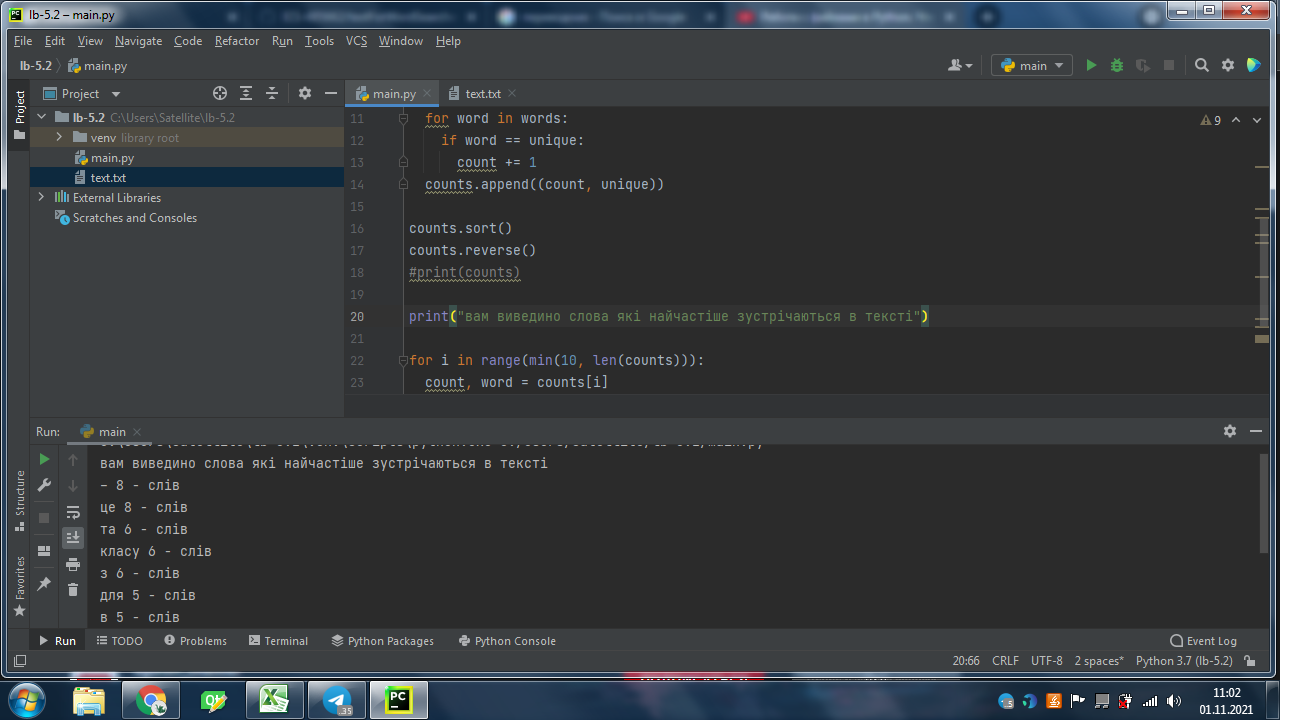 lb-5.2 – main.py
File Edit View Navigate Code Refactor Run Tools VCS Window Help
lb-5.2 main.py
main
Project
main.py
text.txt
Project
lb-5.2 C:\Users\Satellite\lb-5.2
venv library root
main.py
text.txt
External Libraries
Scratches and Consoles
9
11 for word in words:
12 if word == unique:
13 count += 1
14 counts.append((count, unique))
15
16 counts.sort()
17 counts.reverse()
18 #print(counts)
19
20 print("вам виведино слова які найчастіше зустрічаються в тексті")
21
22 for i in range(min(10, len(counts))):
23 count, word = counts[i]
Run: main
вам виведино слова які найчастіше зустрічаються в тексті
– 8 - слів
це 8 - слів
та 6 - слів
класу 6 - слів
з 6 - слів
для 5 - слів
в 5 - слів
Structure
Favorites
Run TODO Problems Terminal Python Packages Python Console Event Log
20:66 CRLF UTF-8 2 spaces* Python 3.7 (lb-5.2)
PC
35
11:02
01.11.2021